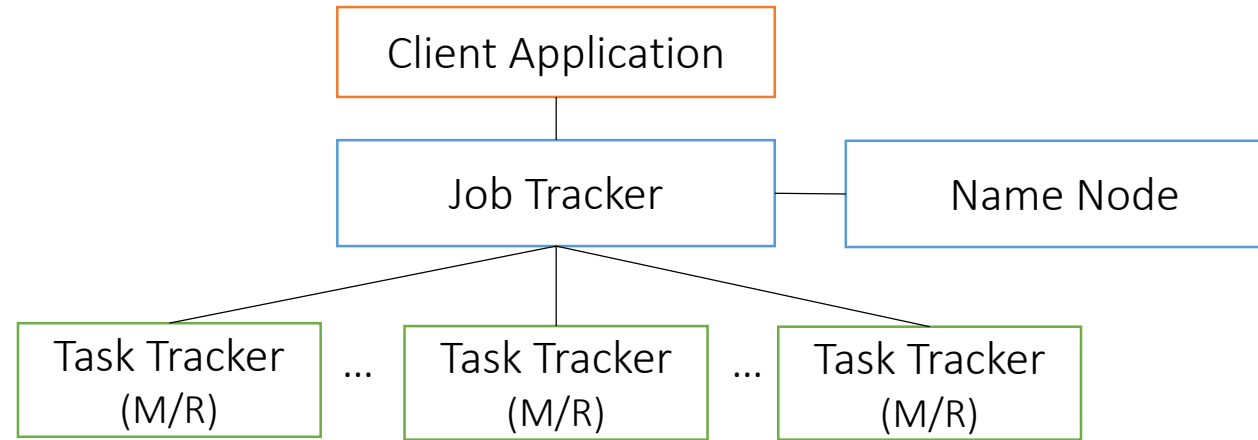 Client Application
Job Tracker
Name Node
Task Tracker
(M/R)
...
Task Tracker
(M/R)
...
Task Tracker
(M/R)